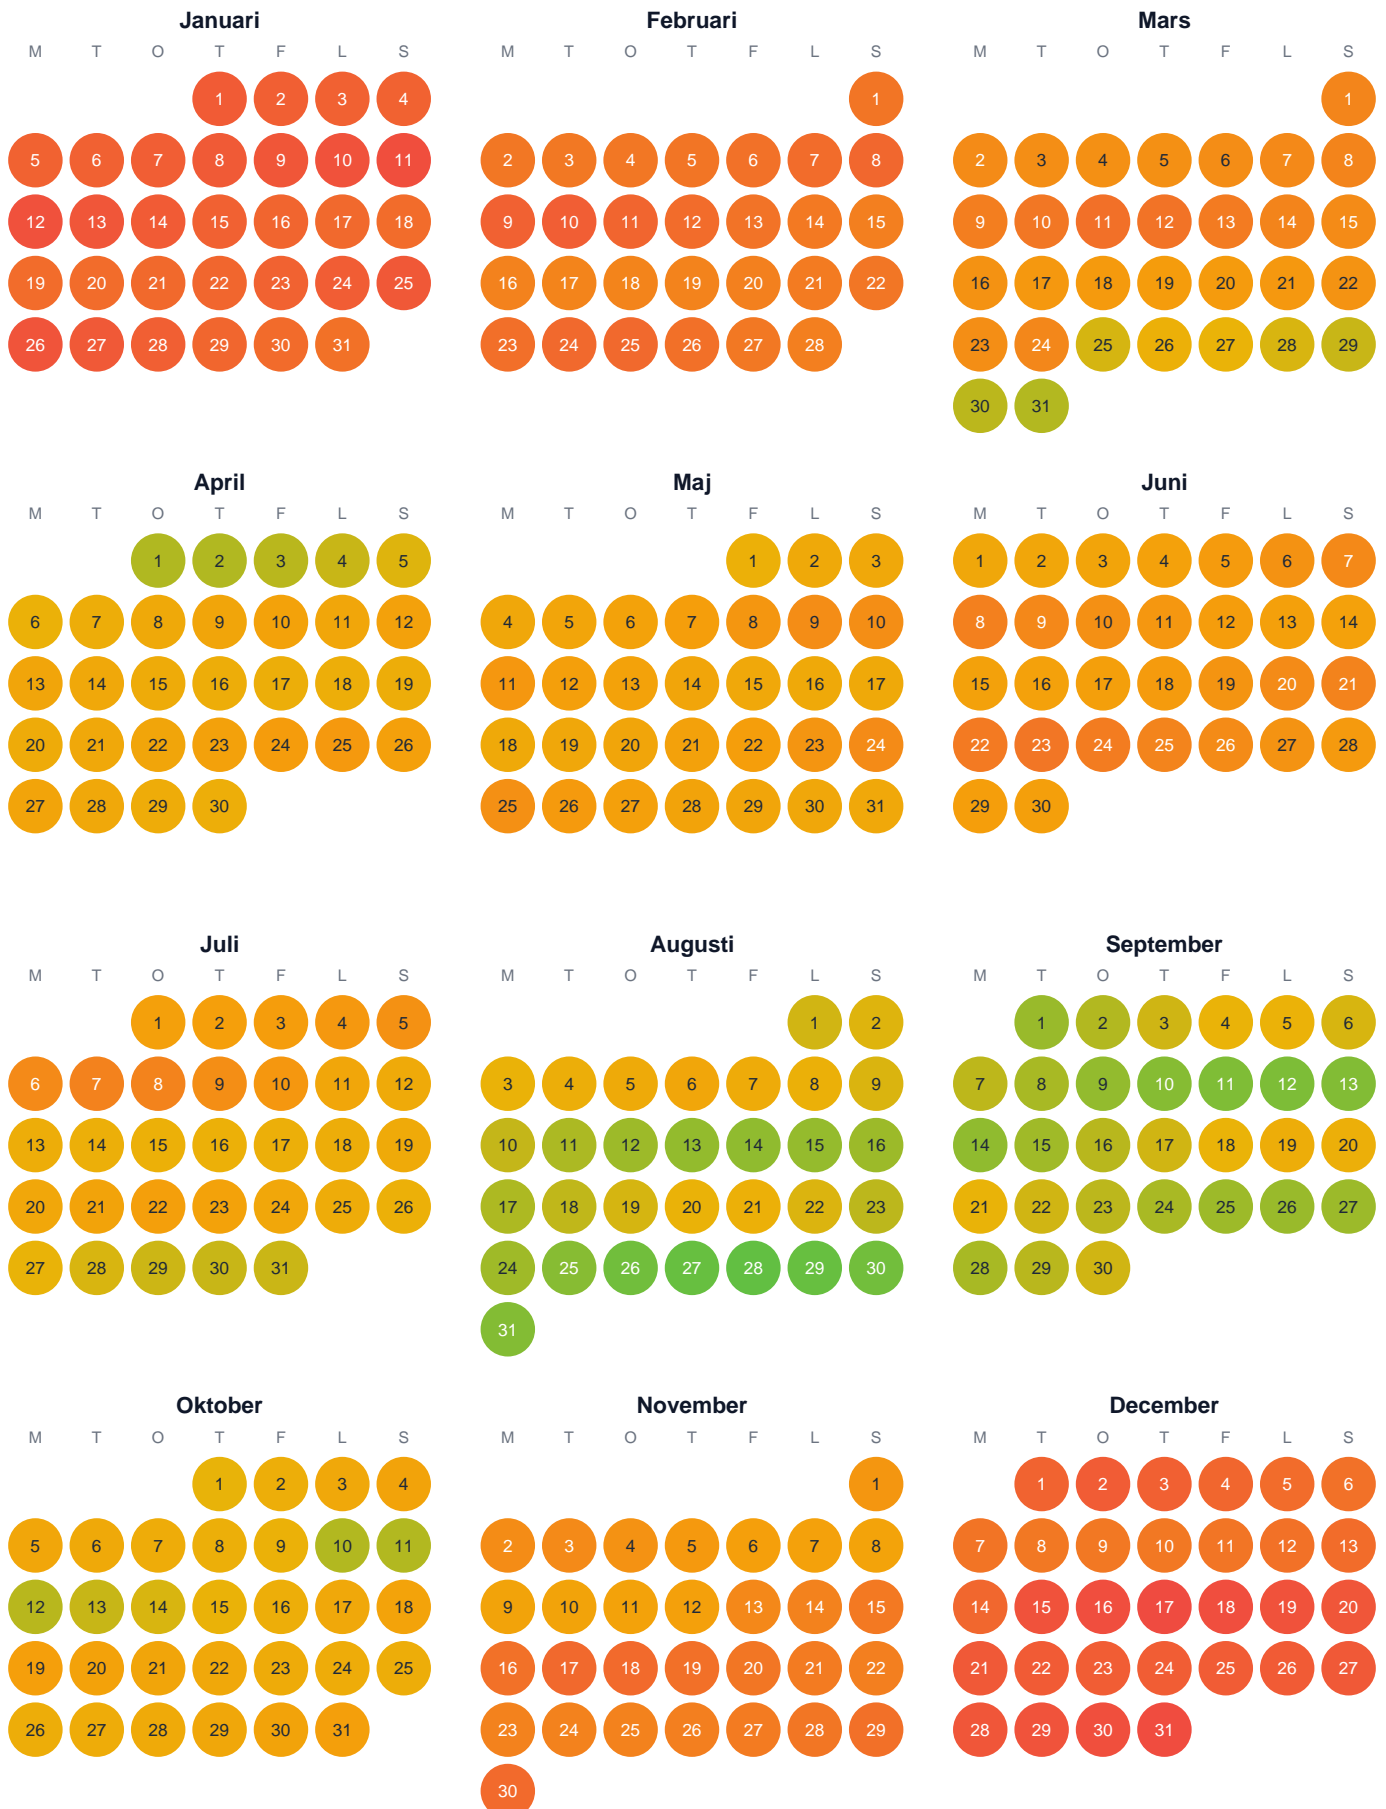 Januari
M T O T F L S
1 2 3 4
5 6 7 8 9 10 11
12 13 14 15 16 17 18
19 20 21 22 23 24 25
26 27 28 29 30 31
Februari
M T O T F L S
1
2 3 4 5 6 7 8
9 10 11 12 13 14 15
16 17 18 19 20 21 22
23 24 25 26 27 28
Mars
M T O T F L S
1
2 3 4 5 6 7 8
9 10 11 12 13 14 15
16 17 18 19 20 21 22
23 24 25 26 27 28 29
30 31
April
M T O T F L S
1 2 3 4 5
6 7 8 9 10 11 12
13 14 15 16 17 18 19
20 21 22 23 24 25 26
27 28 29 30
Maj
M T O T F L S
1 2 3
4 5 6 7 8 9 10
11 12 13 14 15 16 17
18 19 20 21 22 23 24
25 26 27 28 29 30 31
Juni
M T O T F L S
1 2 3 4 5 6 7
8 9 10 11 12 13 14
15 16 17 18 19 20 21
22 23 24 25 26 27 28
29 30
Juli
M T O T F L S
1 2 3 4 5
6 7 8 9 10 11 12
13 14 15 16 17 18 19
20 21 22 23 24 25 26
27 28 29 30 31
Augusti
M T O T F L S
1 2
3 4 5 6 7 8 9
10 11 12 13 14 15 16
17 18 19 20 21 22 23
24 25 26 27 28 29 30
31
September
M T O T F L S
1 2 3 4 5 6
7 8 9 10 11 12 13
14 15 16 17 18 19 20
21 22 23 24 25 26 27
28 29 30
Oktober
M T O T F L S
1 2 3 4
5 6 7 8 9 10 11
12 13 14 15 16 17 18
19 20 21 22 23 24 25
26 27 28 29 30 31
November
M T O T F L S
1
2 3 4 5 6 7 8
9 10 11 12 13 14 15
16 17 18 19 20 21 22
23 24 25 26 27 28 29
30
December
M T O T F L S
1 2 3 4 5 6
7 8 9 10 11 12 13
14 15 16 17 18 19 20
21 22 23 24 25 26 27
28 29 30 31